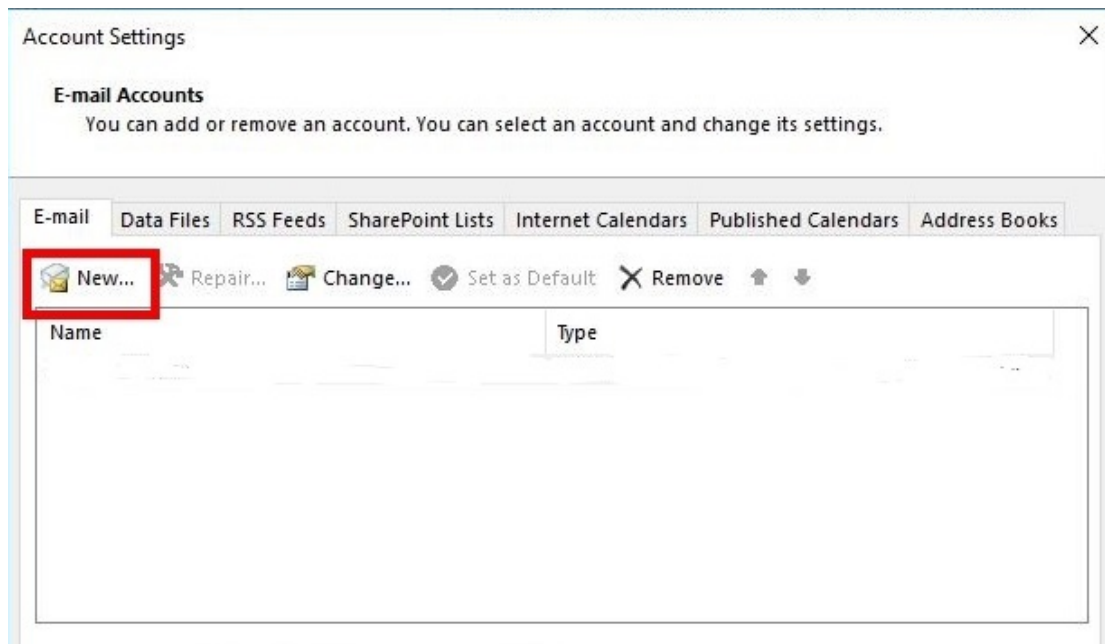 Account Settings
E-mail Accounts
You can add or remove an account. You can select an account and change its settings.
E-mail Data Files RSS Feeds SharePoint Lists Internet Calendars Published Calendars Address Books
New... Repair... Change... Set as Default Remove
Name Type